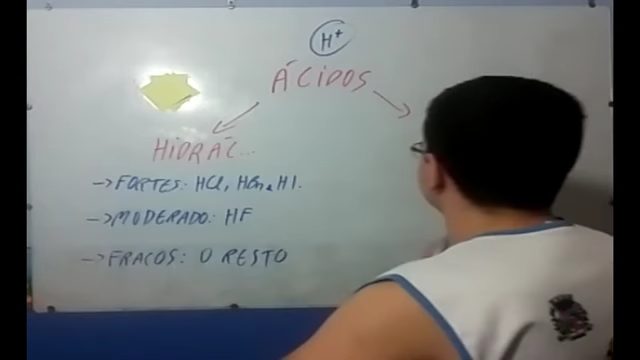 H+
ÁCIDOS
HIDRÁC...
->FORTES: HCl, HBr e HI.
->MODERADO: HF
->FRACOS: O RESTO